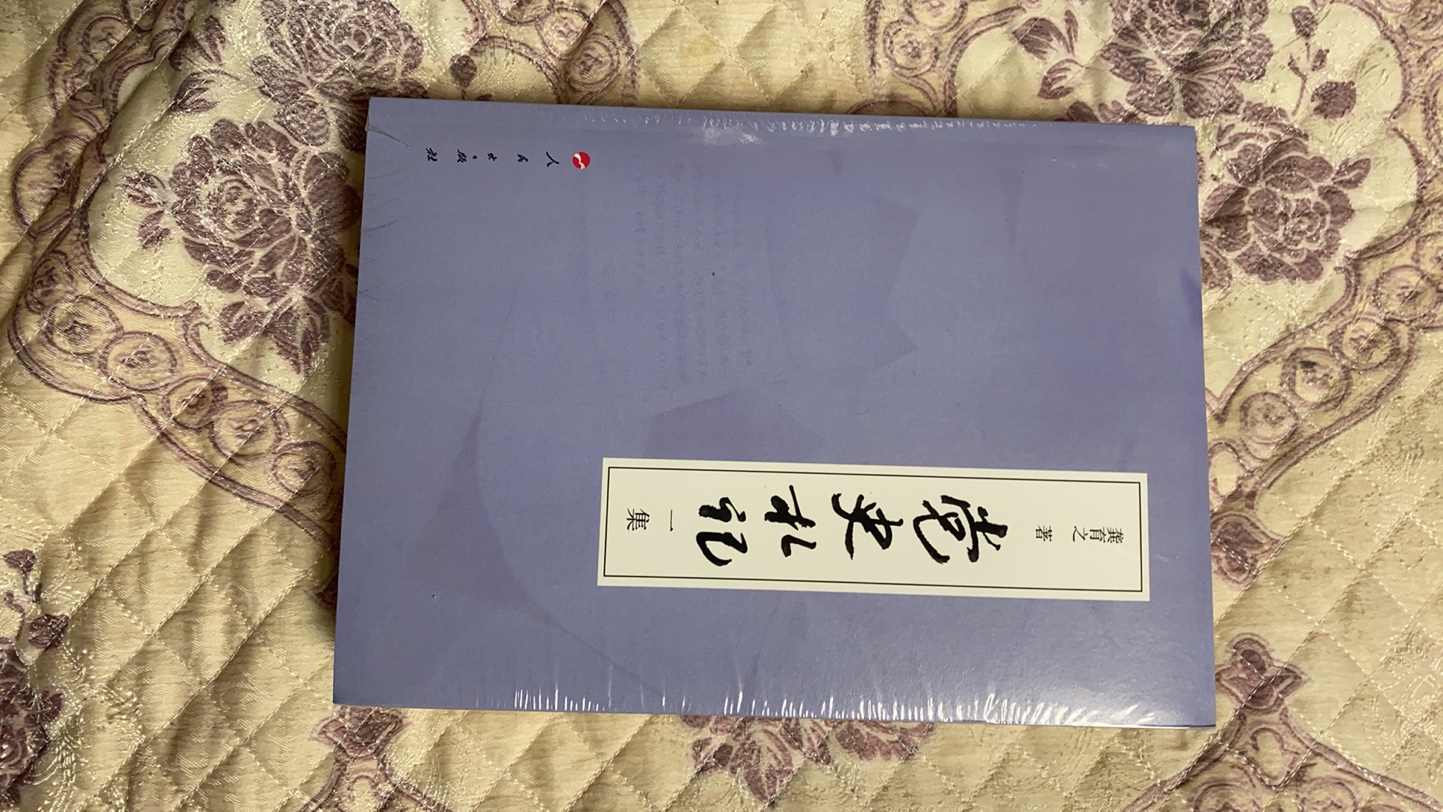 龚育之 著
党史札记
一集
人民出版社